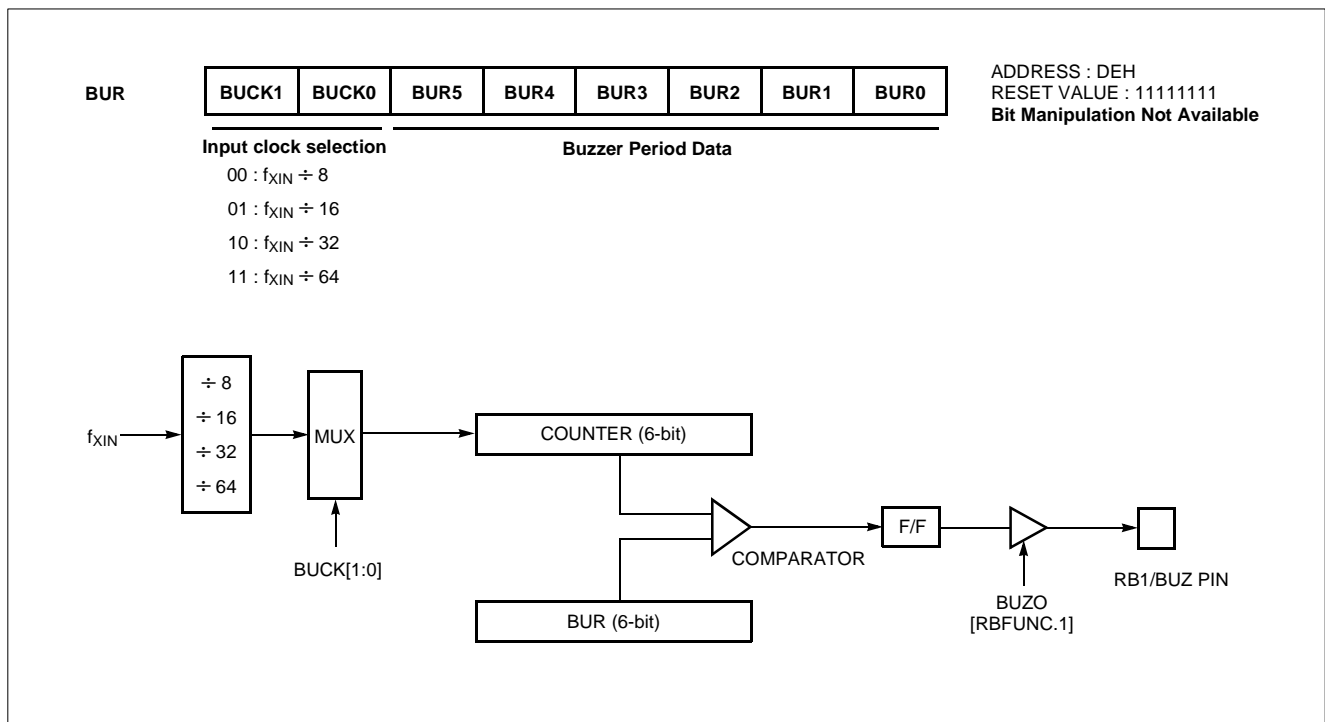 BUR
BUCK1 BUCK0 BUR5 BUR4 BUR3 BUR2 BUR1 BUR0
ADDRESS : DEH
RESET VALUE : 11111111
Bit Manipulation Not Available
Input clock selection
Buzzer Period Data
00 : fXIN ÷ 8
01 : fXIN ÷ 16
10 : fXIN ÷ 32
11 : fXIN ÷ 64
fXIN
÷ 8
÷ 16
÷ 32
÷ 64
MUX
BUCK[1:0]
COUNTER (6-bit)
COMPARATOR
BUR (6-bit)
F/F
BUZO
[RBFUNC.1]
RB1/BUZ PIN